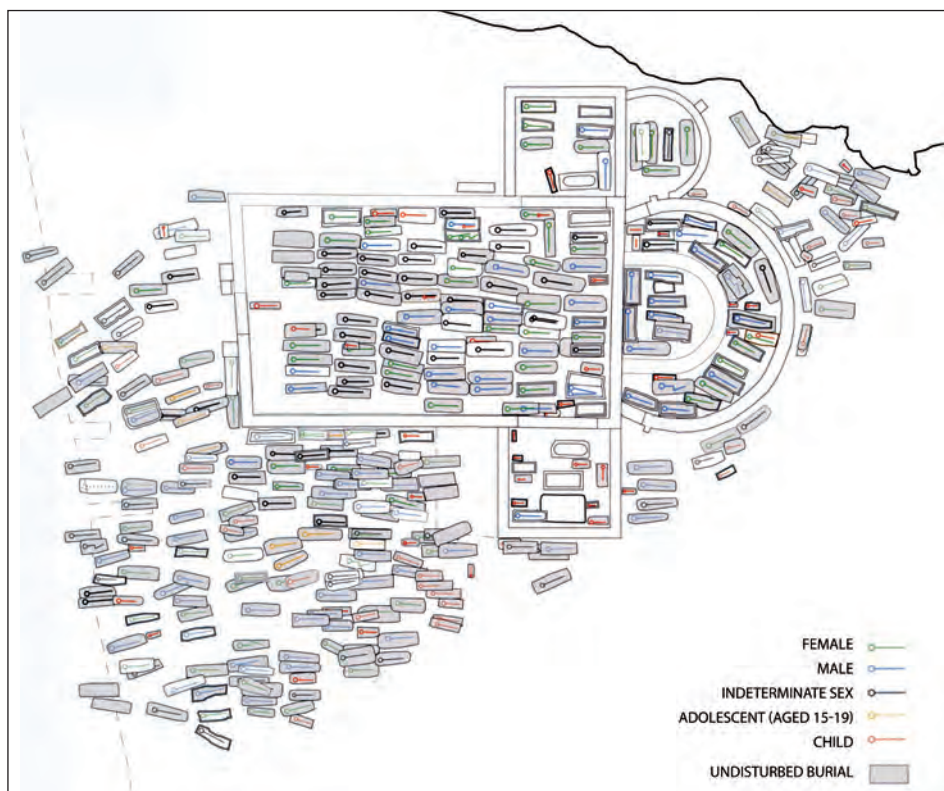 FEMALE
MALE
INDETERMINATE SEX
ADOLESCENT (AGED 15-19)
CHILD
UNDISTURBED BURIAL